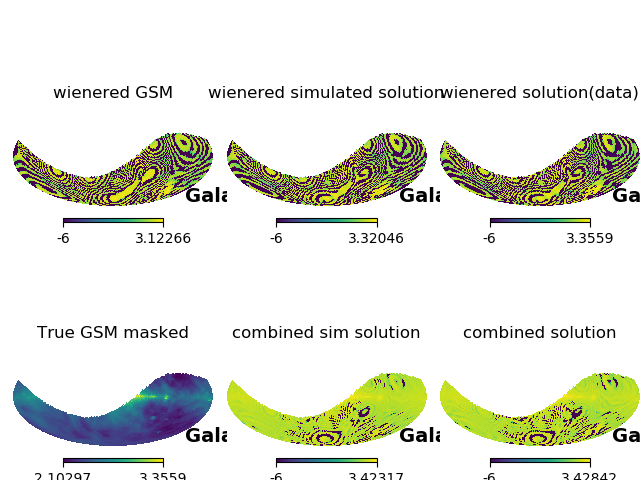 wienered GSM
wienered simulated solution
wienered solution(data)
Gala
Gala
Ga
-6
3.12266
-6
3.32046
-6
3.3559
True GSM masked
combined sim solution
combined solution
Gala
Gala
Ga
2.10297
3.3559
-6
3.42317
-6
3.42842